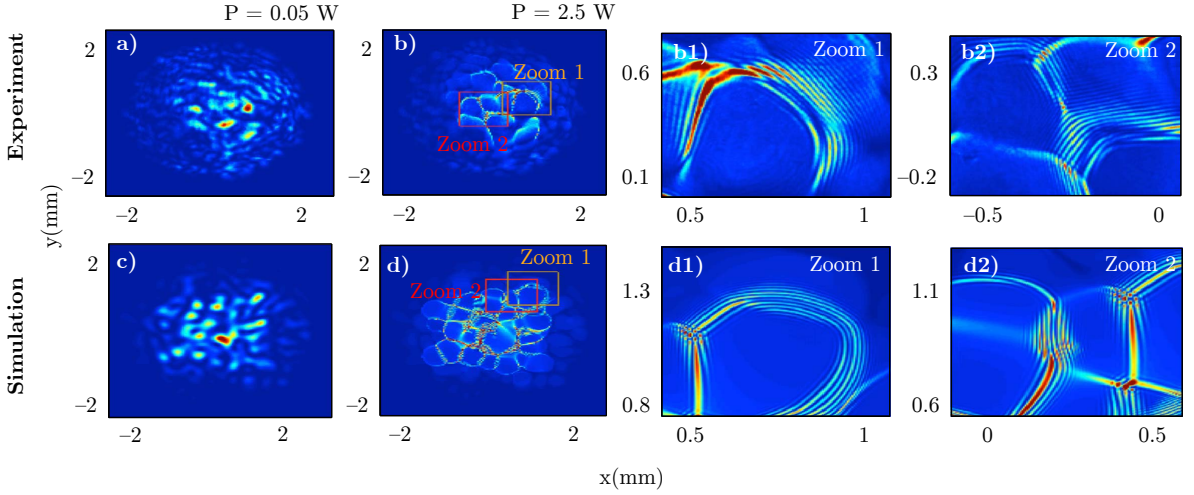 P = 0.05 W
P = 2.5 W
Experiment
a)
2
−2
−2
2
b)
Zoom 1
Zoom 2
2
−2
−2
2
b1)
Zoom 1
0.6
0.1
0.5
1
b2)
Zoom 2
0.3
−0.2
−0.5
0
y(mm)
Simulation
c)
2
−2
−2
2
d)
Zoom 1
Zoom 2
2
−2
−2
2
d1)
Zoom 1
1.3
0.8
0.5
1
d2)
Zoom 2
1.1
0.6
0
0.5
x(mm)